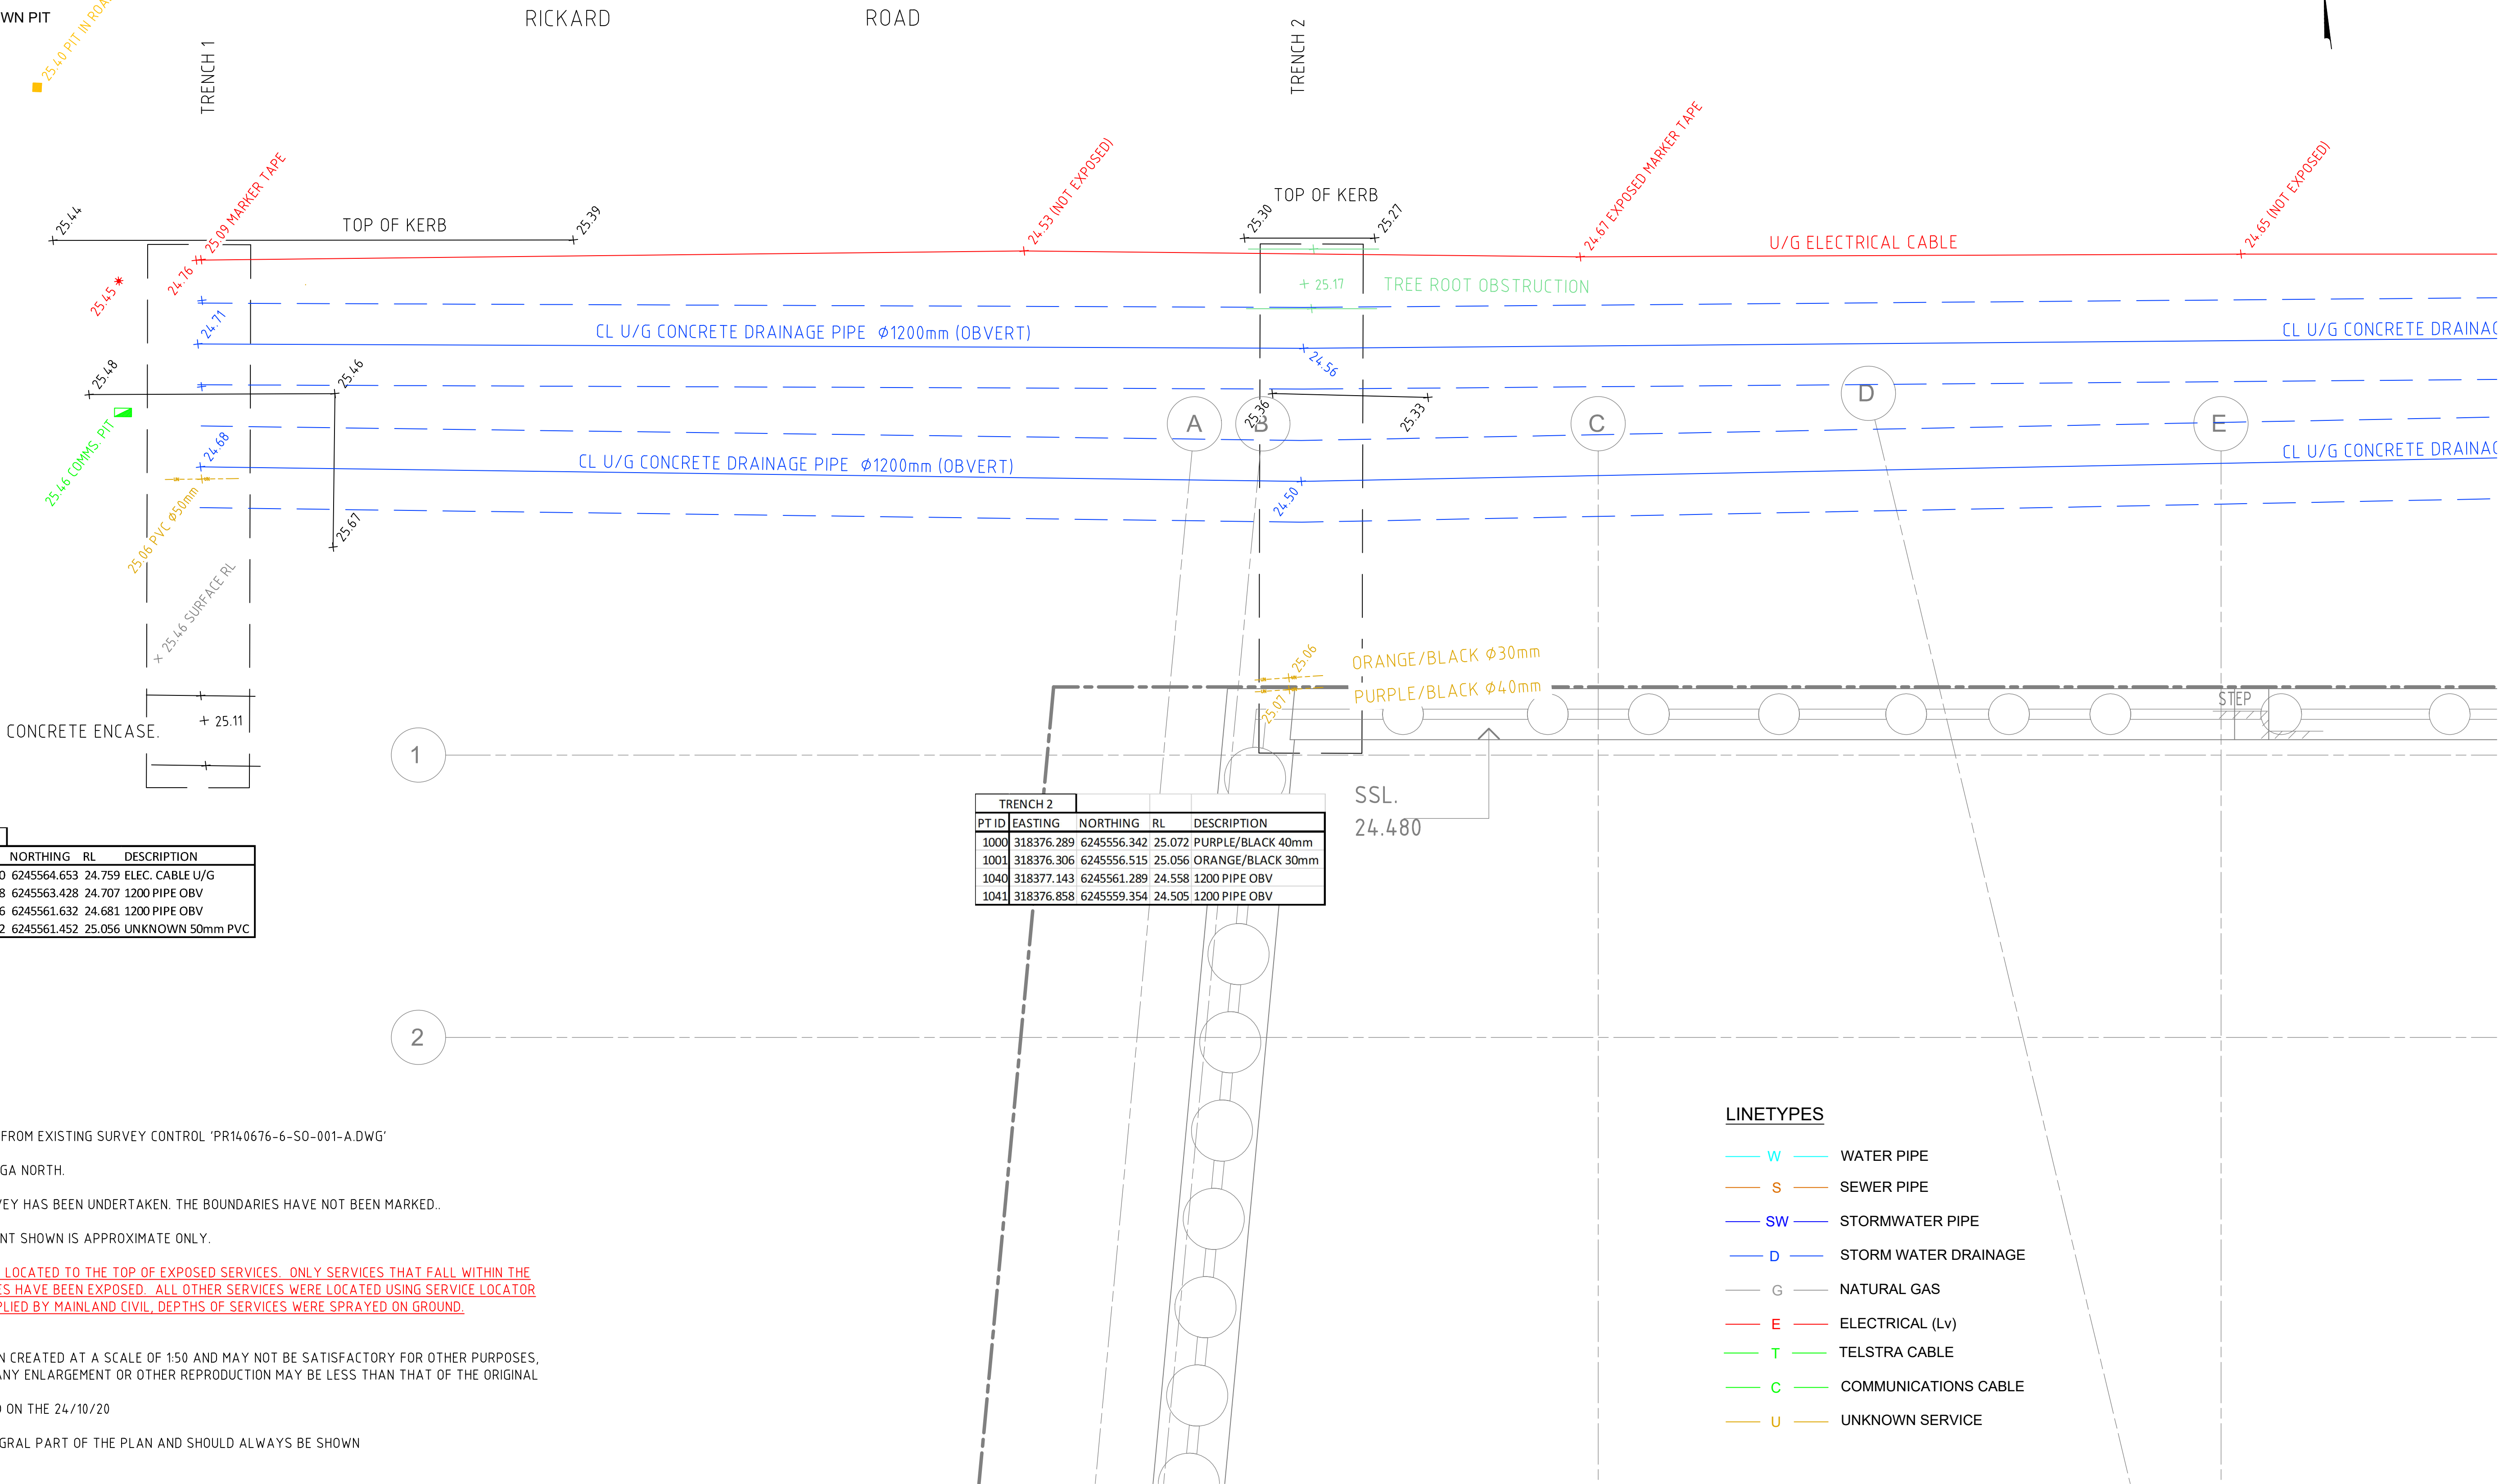 WN PIT
25.40 PIT IN ROA
RICKARD ROAD
TRENCH 1
TRENCH 2
25.44
25.09 MARKER TAPE
TOP OF KERB
25.39
24.53 (NOT EXPOSED)
TOP OF KERB
25.30
25.27
24.67 EXPOSED MARKER TAPE
U/G ELECTRICAL CABLE
24.65 (NOT EXPOSED)
25.45
24.76
25.17
TREE ROOT OBSTRUCTION
24.71
CL U/G CONCRETE DRAINAGE PIPE Ø1200mm (OBVERT)
CL U/G CONCRETE DRAINAG
25.48
25.46
24.56
25.36
25.33
A
B
C
D
E
25.46 COMMS. PIT
24.68
CL U/G CONCRETE DRAINAGE PIPE Ø1200mm (OBVERT)
CL U/G CONCRETE DRAINAG
24.50
25.06 PVC Ø50mm
25.67
25.46 SURFACE RL
25.06
ORANGE/BLACK Ø30mm
25.07
PURPLE/BLACK Ø40mm
STEP
25.11
CONCRETE ENCASE.
1
SSL.
24.480
TRENCH 2
PT ID EASTING NORTHING RL DESCRIPTION
1000 318376.289 6245556.342 25.072 PURPLE/BLACK 40mm
1001 318376.306 6245556.515 25.056 ORANGE/BLACK 30mm
1040 318377.143 6245561.289 24.558 1200 PIPE OBV
1041 318376.858 6245559.354 24.505 1200 PIPE OBV
NORTHING RL DESCRIPTION
0 6245564.653 24.759 ELEC. CABLE U/G
8 6245563.428 24.707 1200 PIPE OBV
6 6245561.632 24.681 1200 PIPE OBV
2 6245561.452 25.056 UNKNOWN 50mm PVC
2
FROM EXISTING SURVEY CONTROL 'PR140676-6-SO-001-A.DWG'
GA NORTH.
VEY HAS BEEN UNDERTAKEN. THE BOUNDARIES HAVE NOT BEEN MARKED..
NT SHOWN IS APPROXIMATE ONLY.
LOCATED TO THE TOP OF EXPOSED SERVICES. ONLY SERVICES THAT FALL WITHIN THE
ES HAVE BEEN EXPOSED. ALL OTHER SERVICES WERE LOCATED USING SERVICE LOCATOR
PLIED BY MAINLAND CIVIL, DEPTHS OF SERVICES WERE SPRAYED ON GROUND.
N CREATED AT A SCALE OF 1:50 AND MAY NOT BE SATISFACTORY FOR OTHER PURPOSES,
ANY ENLARGEMENT OR OTHER REPRODUCTION MAY BE LESS THAN THAT OF THE ORIGINAL
D ON THE 24/10/20
GRAL PART OF THE PLAN AND SHOULD ALWAYS BE SHOWN
LINETYPES
W WATER PIPE
S SEWER PIPE
SW STORMWATER PIPE
D STORM WATER DRAINAGE
G NATURAL GAS
E ELECTRICAL (Lv)
T TELSTRA CABLE
C COMMUNICATIONS CABLE
U UNKNOWN SERVICE